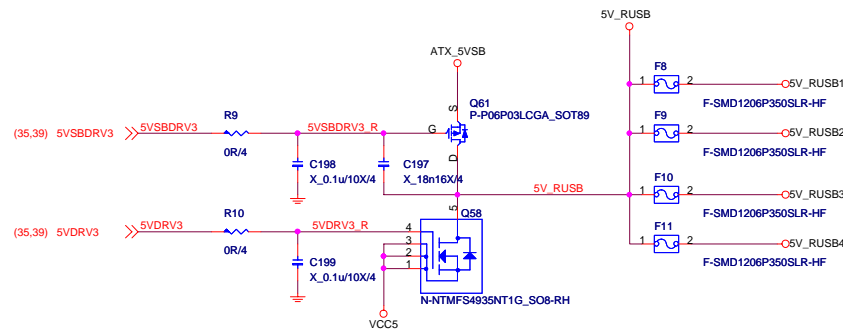 5V_RUSB
ATX_5VSB
F8
1 2 5V_RUSB1
F-SMD1206P350SLR-HF
S
Q61
P-P06P03LCGA_SOT89
R9
(35,39) 5VSBDRV3 5VSBDRV3 5VSBDRV3_R G
0R/4
F9
1 2 5V_RUSB2
F-SMD1206P350SLR-HF
C198
X_0.1u/10X/4
C197
X_18n16X/4
D
F10
5V_RUSB 1 2 5V_RUSB3
F-SMD1206P350SLR-HF
R10
(35,39) 5VDRV3 5VDRV3 5VDRV3_R 4
0R/4
5
Q58
3
2
1
F11
1 2 5V_RUSB4
F-SMD1206P350SLR-HF
C199
X_0.1u/10X/4
N-NTMFS4935NT1G_SO8-RH
VCC5